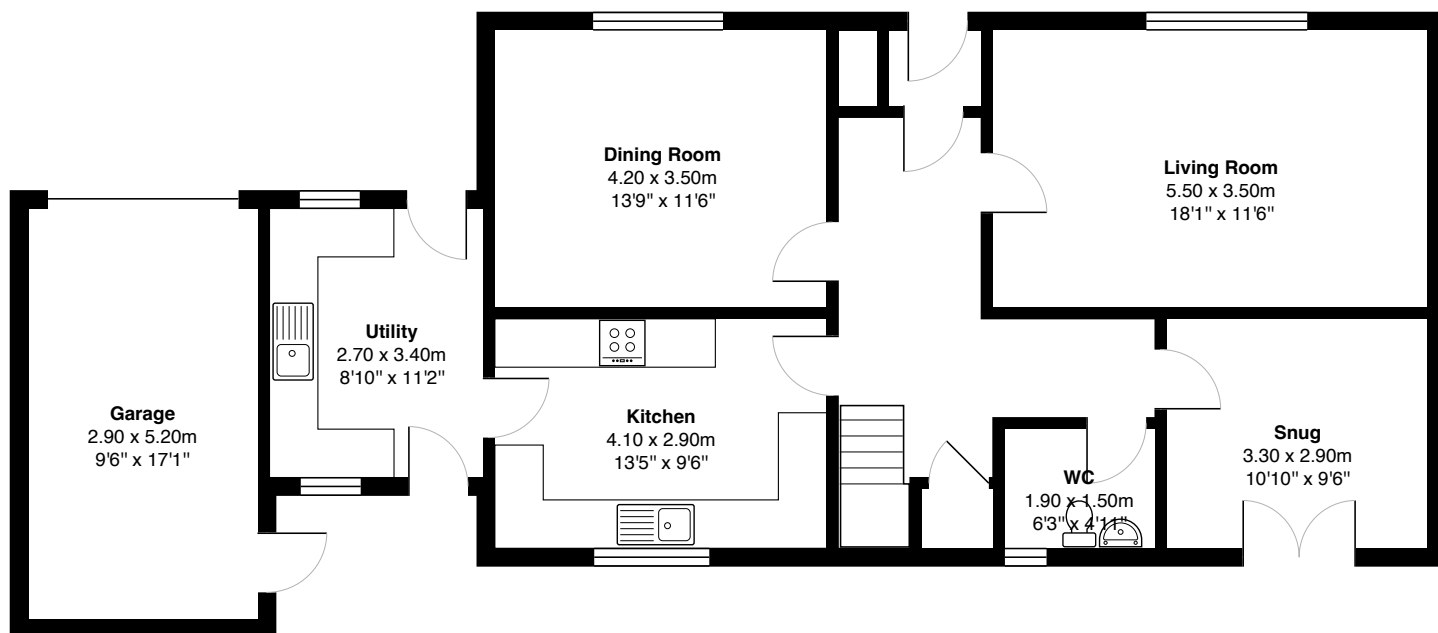 Dining Room
4.20 x 3.50m
13'9" x 11'6"
Living Room
5.50 x 3.50m
18'1" x 11'6"
Utility
2.70 x 3.40m
8'10" x 11'2"
Garage
2.90 x 5.20m
9'6" x 17'1"
Kitchen
4.10 x 2.90m
13'5" x 9'6"
Snug
3.30 x 2.90m
10'10" x 9'6"
WC
1.90 x 1.50m
6'3" x 4'11"